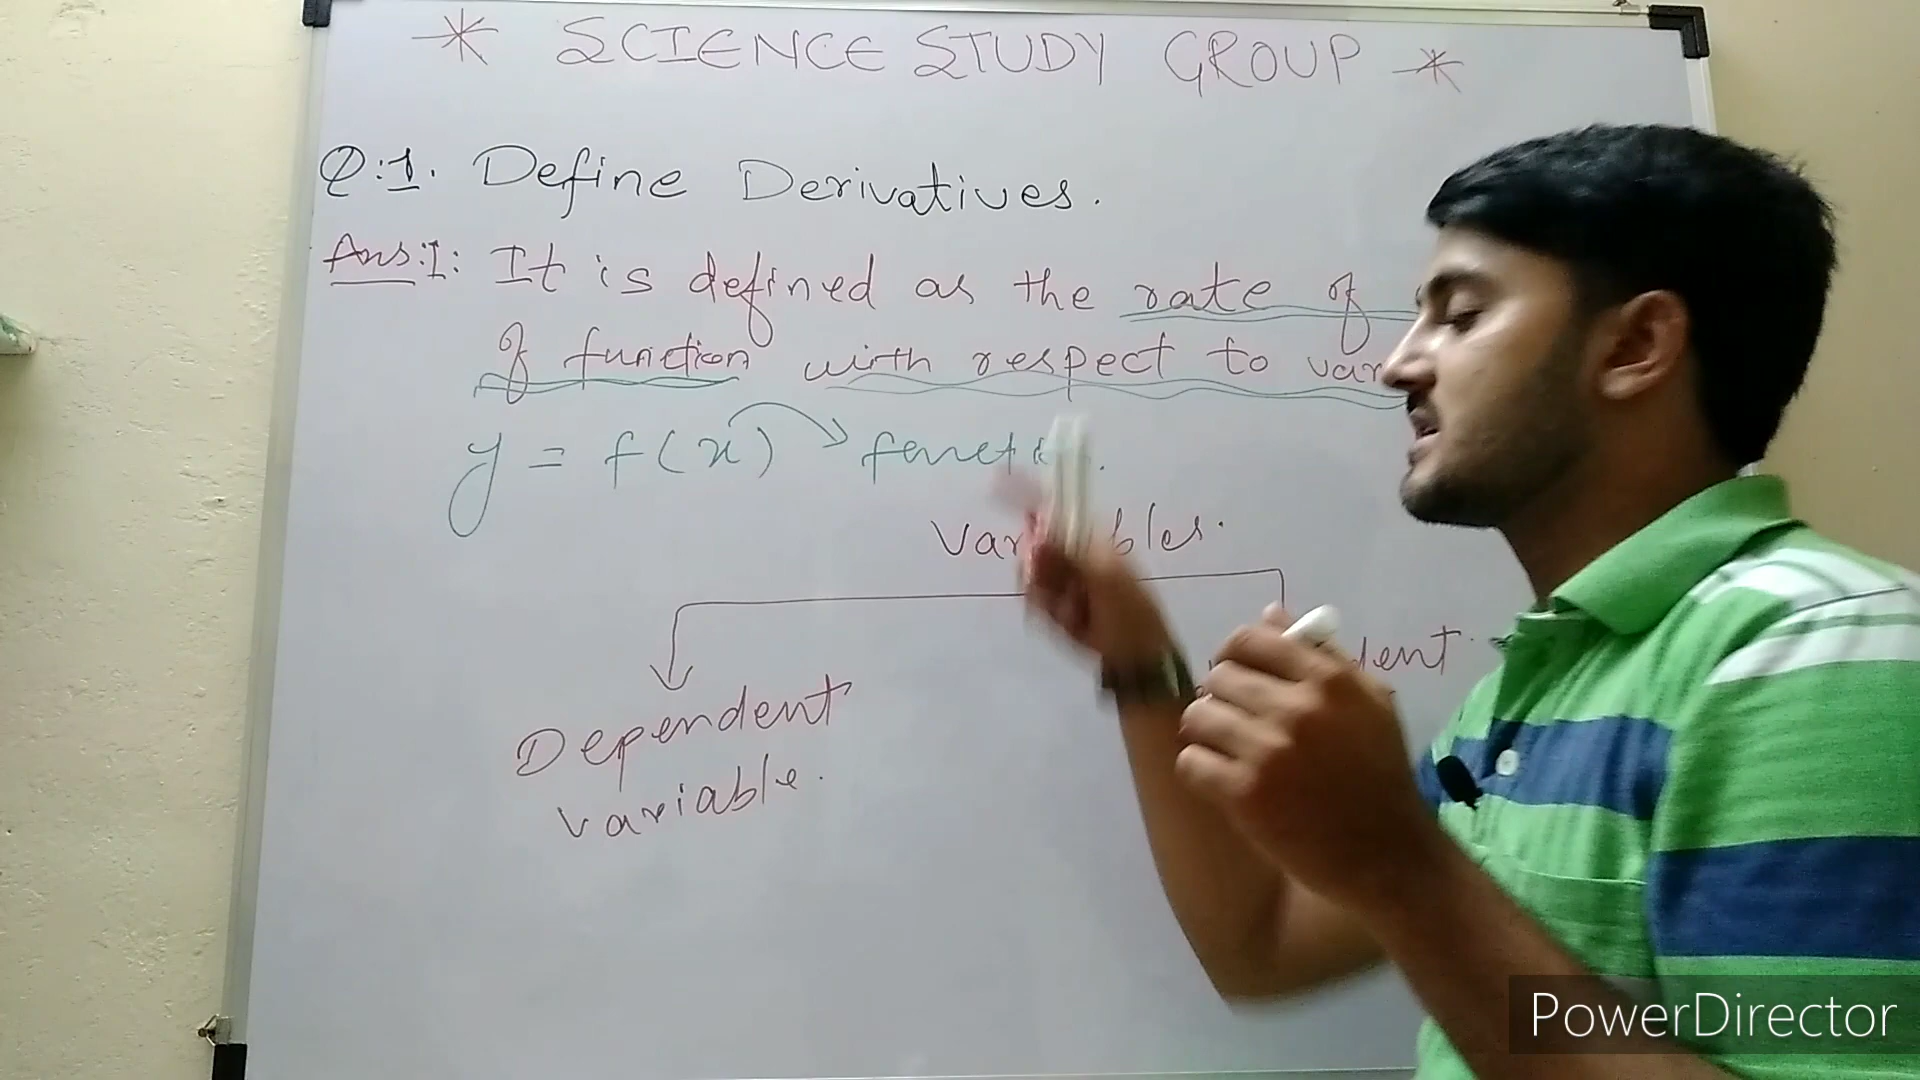 * SCIENCE STUDY GROUP *
Q:1. Define Derivatives.
Ans:1: It is defined as the rate of
of function with respect to
y = f(x)
Dependent
variable.
PowerDirector